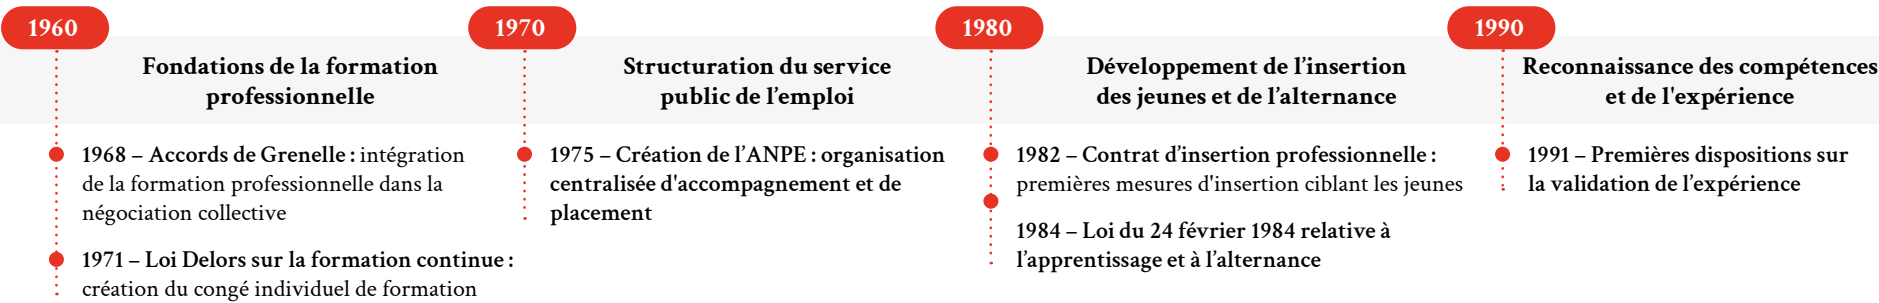 1960
Fondations de la formation
professionnelle
1968 – Accords de Grenelle : intégration
de la formation professionnelle dans la
négociation collective
1971 – Loi Delors sur la formation continue :
création du congé individuel de formation
1970
Structuration du service
public de l’emploi
1975 – Création de l’ANPE : organisation
centralisée d'accompagnement et de
placement
1980
Développement de l’insertion
des jeunes et de l’alternance
1982 – Contrat d’insertion professionnelle :
premières mesures d'insertion ciblant les jeunes
1984 – Loi du 24 février 1984 relative à
l’apprentissage et à l’alternance
1990
Reconnaissance des compétences
et de l'expérience
1991 – Premières dispositions sur
la validation de l’expérience